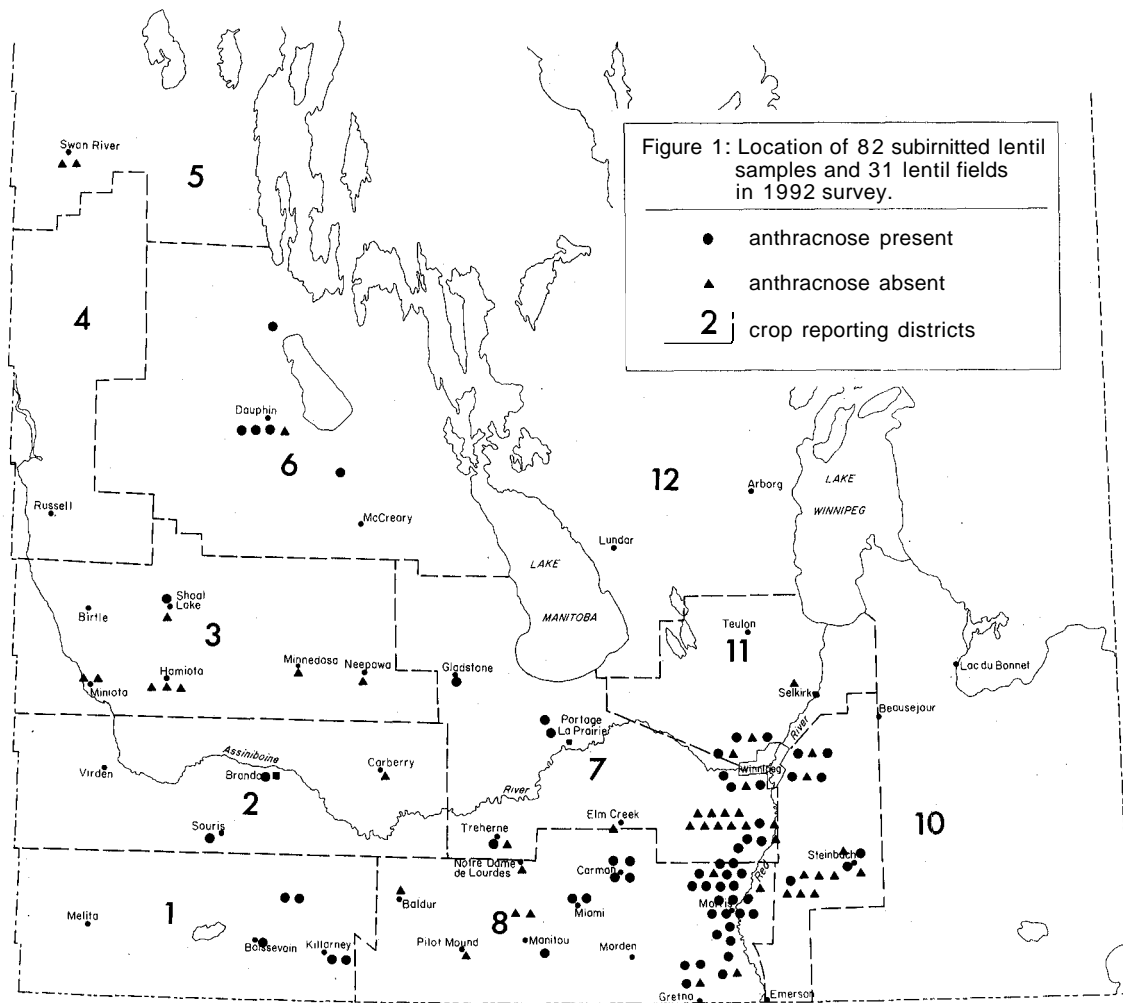 Figure 1: Location of 82 subirnitted lentil
samples and 31 lentil fields
in 1992 survey.
anthracnose present
anthracnose absent
2 crop reporting districts
Swan River
5
4
Dauphin
6
12
Arborg
LAKE
WINNIPEG
Russell
McCreary
Lundar
LAKE
MANITOBA
Shoal
Lake
Birtle
3
Teulon
11
Lac du Bonnet
Minnedosa
Neepawa
Gladstone
Hamiota
Miniota
Selkirk
Beausejour
Portage
La Prairie
River
Assiniboine
Virden
Brando
Carberry
7
Winnipeg
2
River
10
Souris
Treherne
Elm Creek
Steinbach
Notre Dame
de Lourdes
Carman
Red
1
Melita
Baldur
8
Miami
Morris
Boissevain
Killarney
Pilot Mound
Manitou
Morden
Gretna
Emerson